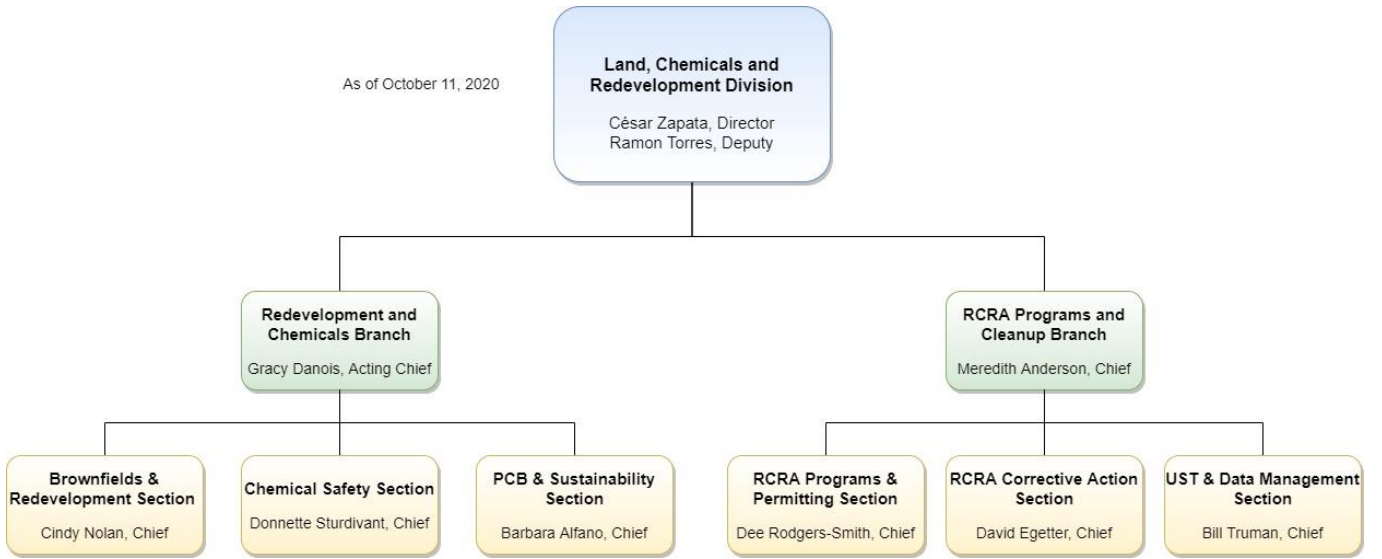 As of October 11, 2020
Land, Chemicals and
Redevelopment Division
César Zapata, Director
Ramon Torres, Deputy
Redevelopment and
Chemicals Branch
Gracy Danois, Acting Chief
RCRA Programs and
Cleanup Branch
Meredith Anderson, Chief
Brownfields &
Redevelopment Section
Cindy Nolan, Chief
Chemical Safety Section
Donnette Sturdivant, Chief
PCB & Sustainability
Section
Barbara Alfano, Chief
RCRA Programs &
Permitting Section
Dee Rodgers-Smith, Chief
RCRA Corrective Action
Section
David Egetter, Chief
UST & Data Management
Section
Bill Truman, Chief